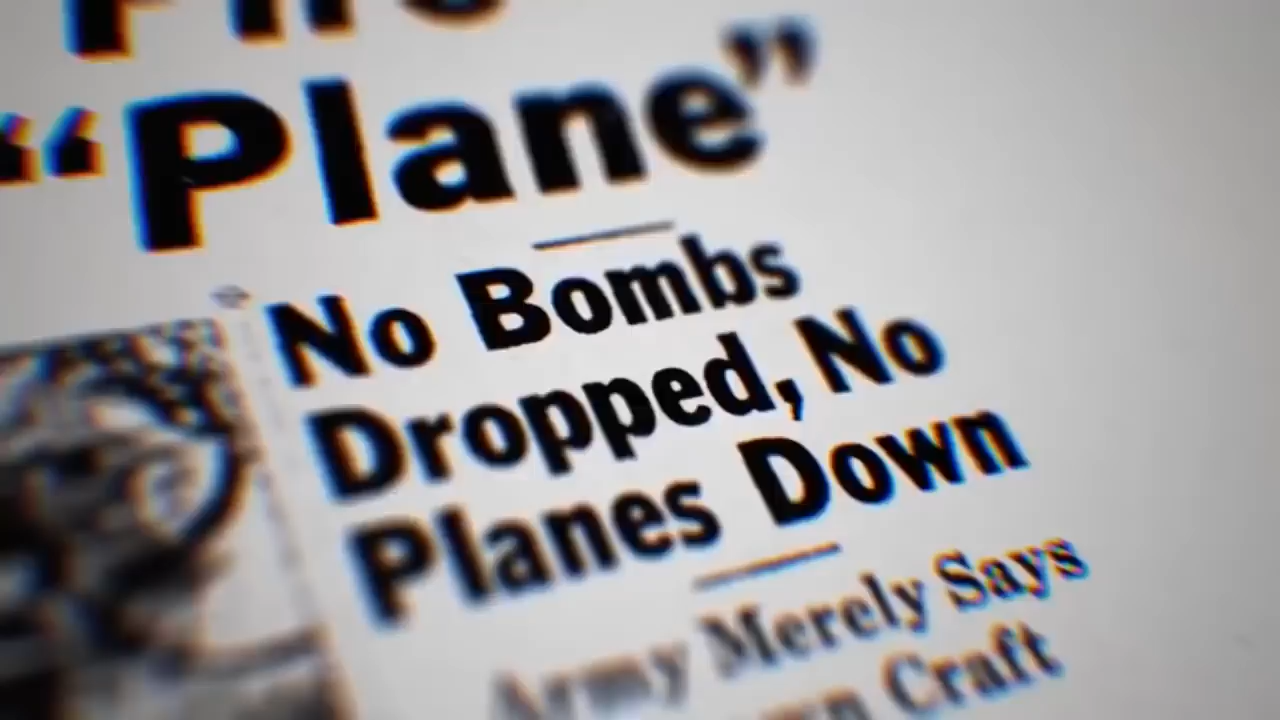 “Plane”
No Bombs
Dropped, No
Planes Down
Army Merely Says
Craft